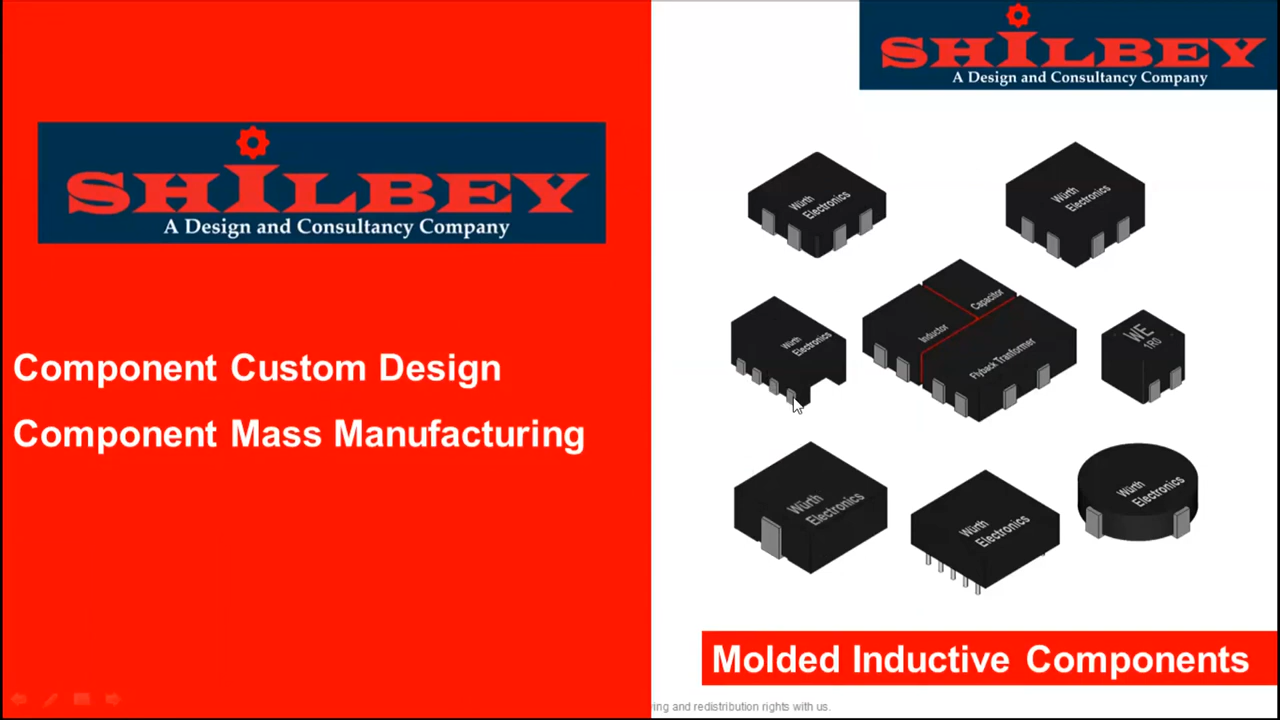 SHILBEY
A Design and Consultancy Company
Component Custom Design
Component Mass Manufacturing
SHILBEY
A Design and Consultancy Company
Würth
Electronics
Würth
Electronics
Würth
Electronics
Capacitor
Inductor
Flyback Tranformer
WE
1R0
Würth
Electronics
Würth
Electronics
Würth
Electronics
Molded Inductive Components
and redistribution rights with us.